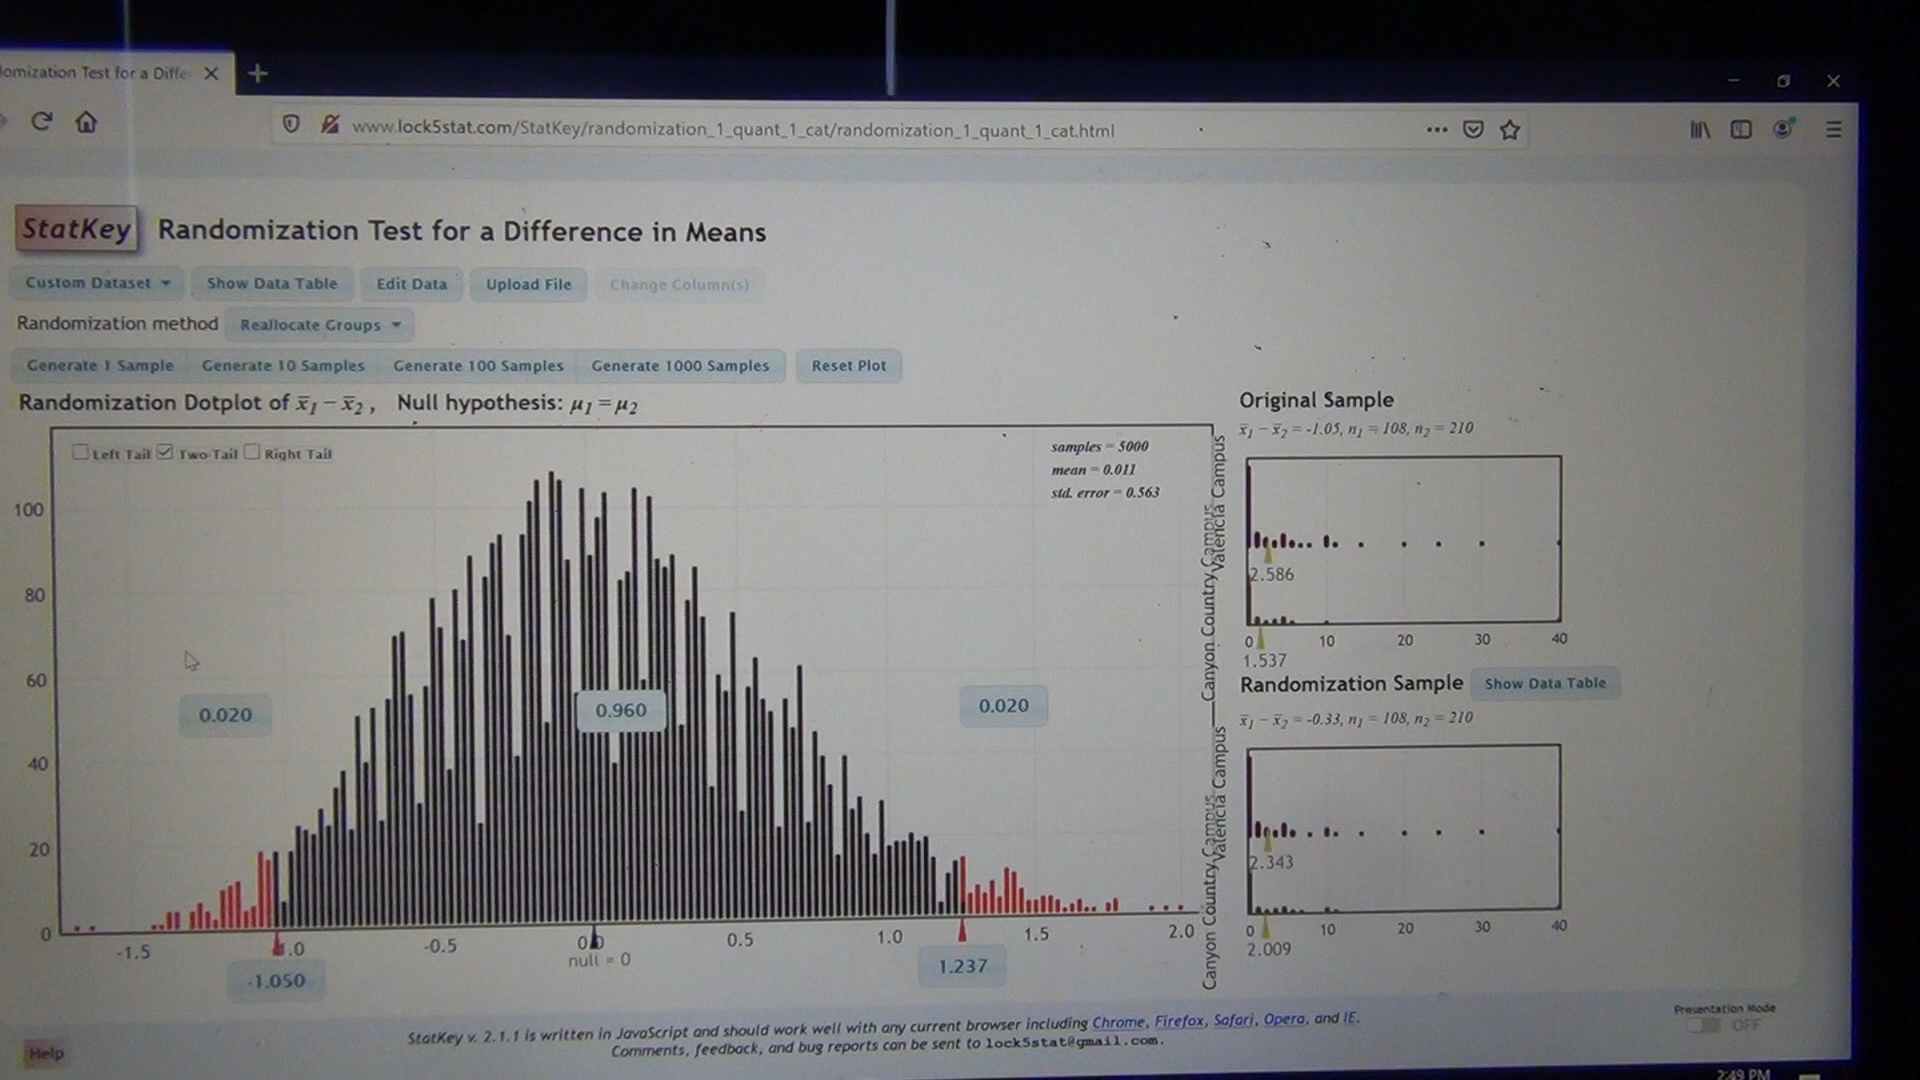 omization Test for a Diffe
www.lock5stat.com/StatKey/randomization_1_quant_1_cat/randomization_1_quant_1_cat.html
StatKey Randomization Test for a Difference in Means
Custom Dataset Show Data Table Edit Data Upload File Change Column(s)
Randomization method Reallocate Groups
Generate 1 Sample Generate 10 Samples Generate 100 Samples Generate 1000 Samples Reset Plot
Randomization Dotplot of x̄1 − x̄2 , Null hypothesis: μ1 = μ2
Left Tail Two-Tail Right Tail
samples = 5000
mean = 0.011
std. error = 0.563
100
80
60
40
20
0
0.020
0.960
0.020
-1.5 -1.0 -0.5 0.0 0.5 1.0 1.5 2.0
null = 0
-1.050
1.237
Original Sample
x̄1 − x̄2 = -1.05, n1 = 108, n2 = 210
Canyon Country Campus
Valencia Campus
2.586
0 10 20 30 40
1.537
Randomization Sample Show Data Table
x̄1 − x̄2 = -0.33, n1 = 108, n2 = 210
Canyon Country Campus
Valencia Campus
2.343
0 10 20 30 40
2.009
StatKey v. 2.1.1 is written in JavaScript and should work well with any current browser including Chrome, Firefox, Safari, Opera, and IE.
Comments, feedback, and bug reports can be sent to lock5stat@gmail.com.
Help
Presentation Mode
OFF
2:49 PM